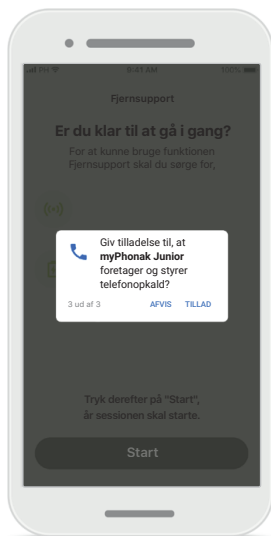 PH 9:41 AM 100%
Fjernsupport
Er du klar til at gå i gang?
For at kunne bruge funktionen
Fjernsupport skal du sørge for,
Giv tilladelse til, at
myPhonak Junior
foretager og styrer
telefonopkald?
3 ud af 3 AFVIS TILLAD
Tryk derefter på "Start",
år sessionen skal starte.
Start